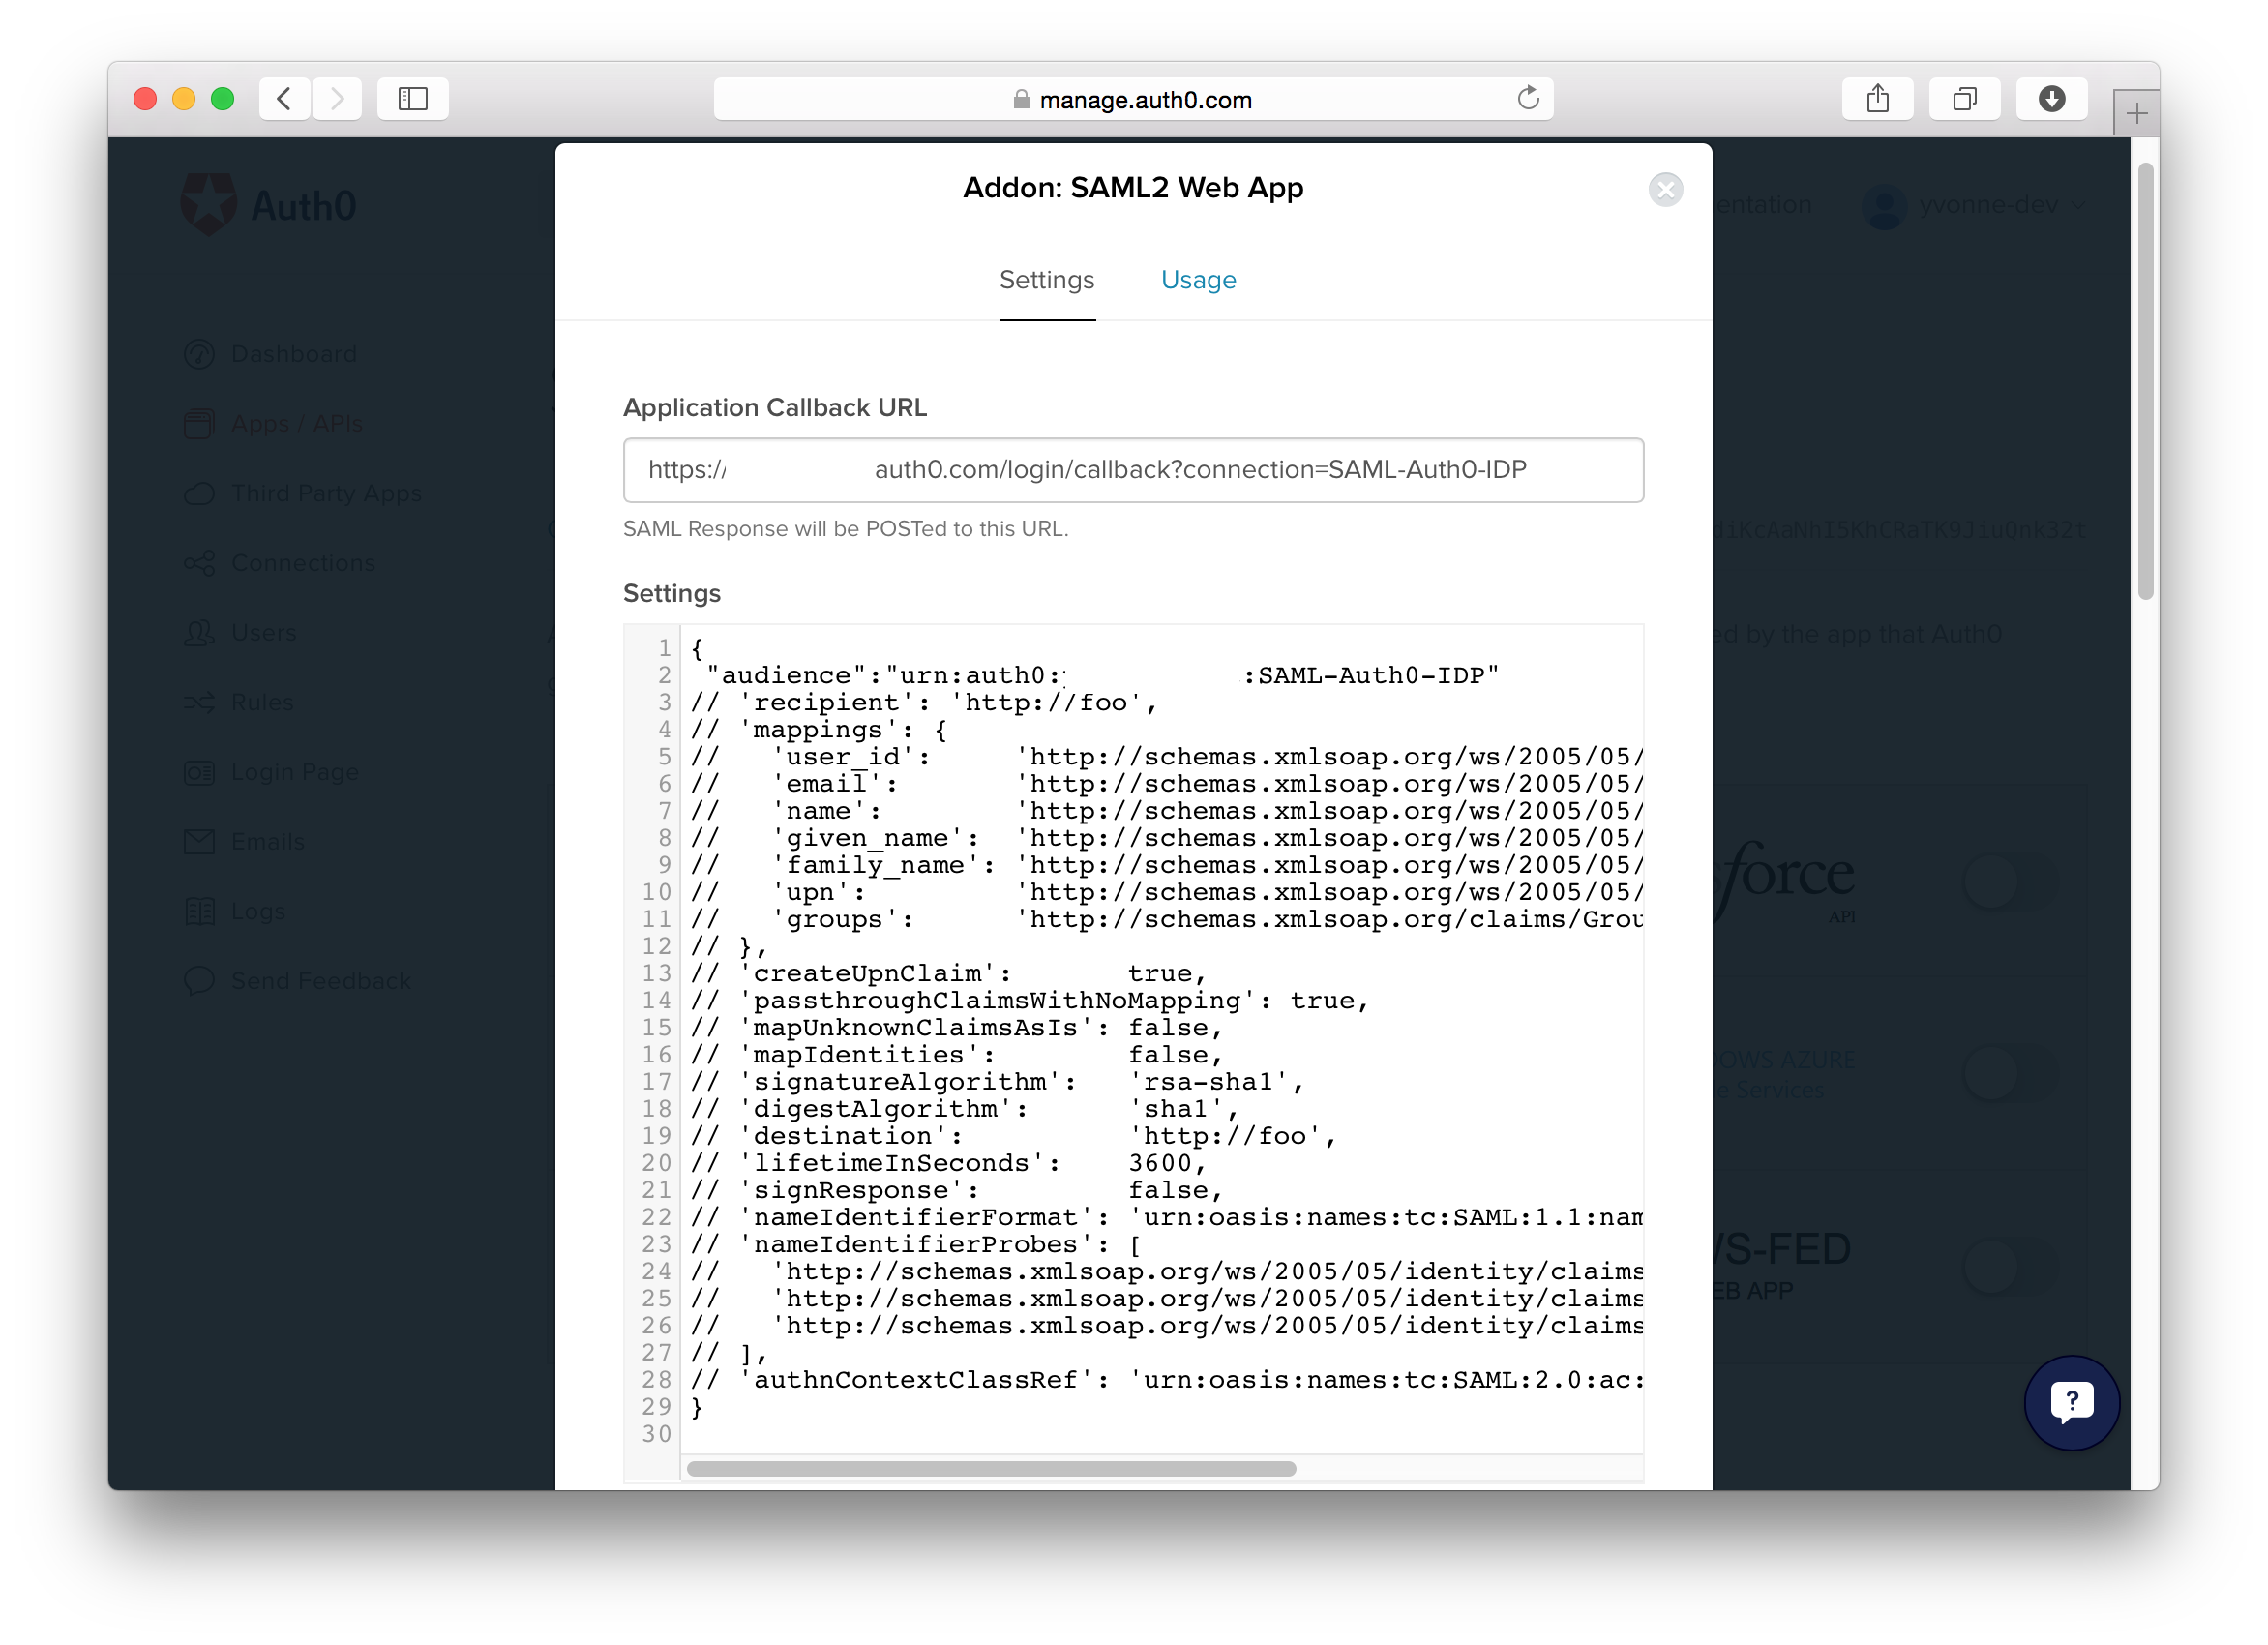 manage.auth0.com
Auth0
entation
yvonne-dev
Dashboard
Apps / APIs
Third Party Apps
Connections
Users
Rules
Login Page
Emails
Logs
Send Feedback
Addon: SAML2 Web App
Settings
Usage
Application Callback URL
https:// auth0.com/login/callback?connection=SAML-Auth0-IDP
SAML Response will be POSTed to this URL.
Settings
1 {
2 "audience":"urn:auth0: :SAML-Auth0-IDP"
3 // 'recipient': 'http://foo',
4 // 'mappings': {
5 // 'user_id': 'http://schemas.xmlsoap.org/ws/2005/05/
6 // 'email': 'http://schemas.xmlsoap.org/ws/2005/05/
7 // 'name': 'http://schemas.xmlsoap.org/ws/2005/05/
8 // 'given_name': 'http://schemas.xmlsoap.org/ws/2005/05/
9 // 'family_name': 'http://schemas.xmlsoap.org/ws/2005/05/
10 // 'upn': 'http://schemas.xmlsoap.org/ws/2005/05/
11 // 'groups': 'http://schemas.xmlsoap.org/claims/Grou
12 // },
13 // 'createUpnClaim': true,
14 // 'passthroughClaimsWithNoMapping': true,
15 // 'mapUnknownClaimsAsIs': false,
16 // 'mapIdentities': false,
17 // 'signatureAlgorithm': 'rsa-sha1',
18 // 'digestAlgorithm': 'sha1',
19 // 'destination': 'http://foo',
20 // 'lifetimeInSeconds': 3600,
21 // 'signResponse': false,
22 // 'nameIdentifierFormat': 'urn:oasis:names:tc:SAML:1.1:nam
23 // 'nameIdentifierProbes': [
24 // 'http://schemas.xmlsoap.org/ws/2005/05/identity/claims
25 // 'http://schemas.xmlsoap.org/ws/2005/05/identity/claims
26 // 'http://schemas.xmlsoap.org/ws/2005/05/identity/claims
27 // ],
28 // 'authnContextClassRef': 'urn:oasis:names:tc:SAML:2.0:ac:
29 }
30
ed by the app that Auth0
sforce
API
DOWS AZURE
e Services
WS-FED
EB APP